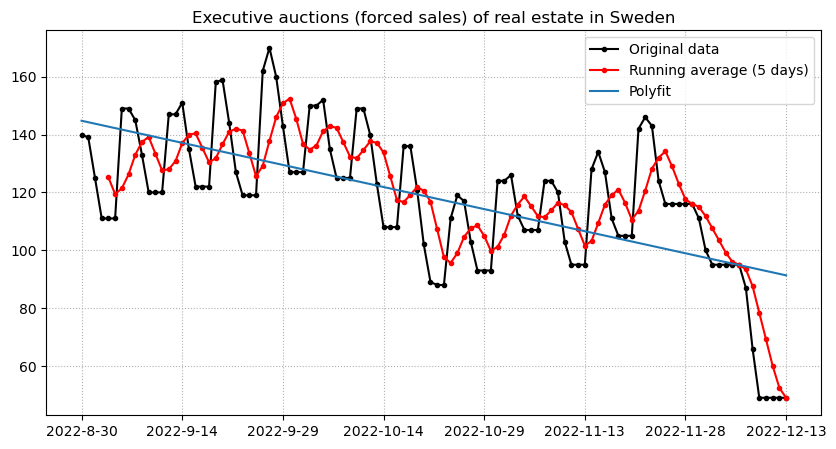 Executive auctions (forced sales) of real estate in Sweden
Original data
Running average (5 days)
Polyfit
160
140
120
100
80
60
2022-8-30 2022-9-14 2022-9-29 2022-10-14 2022-10-29 2022-11-13 2022-11-28 2022-12-13